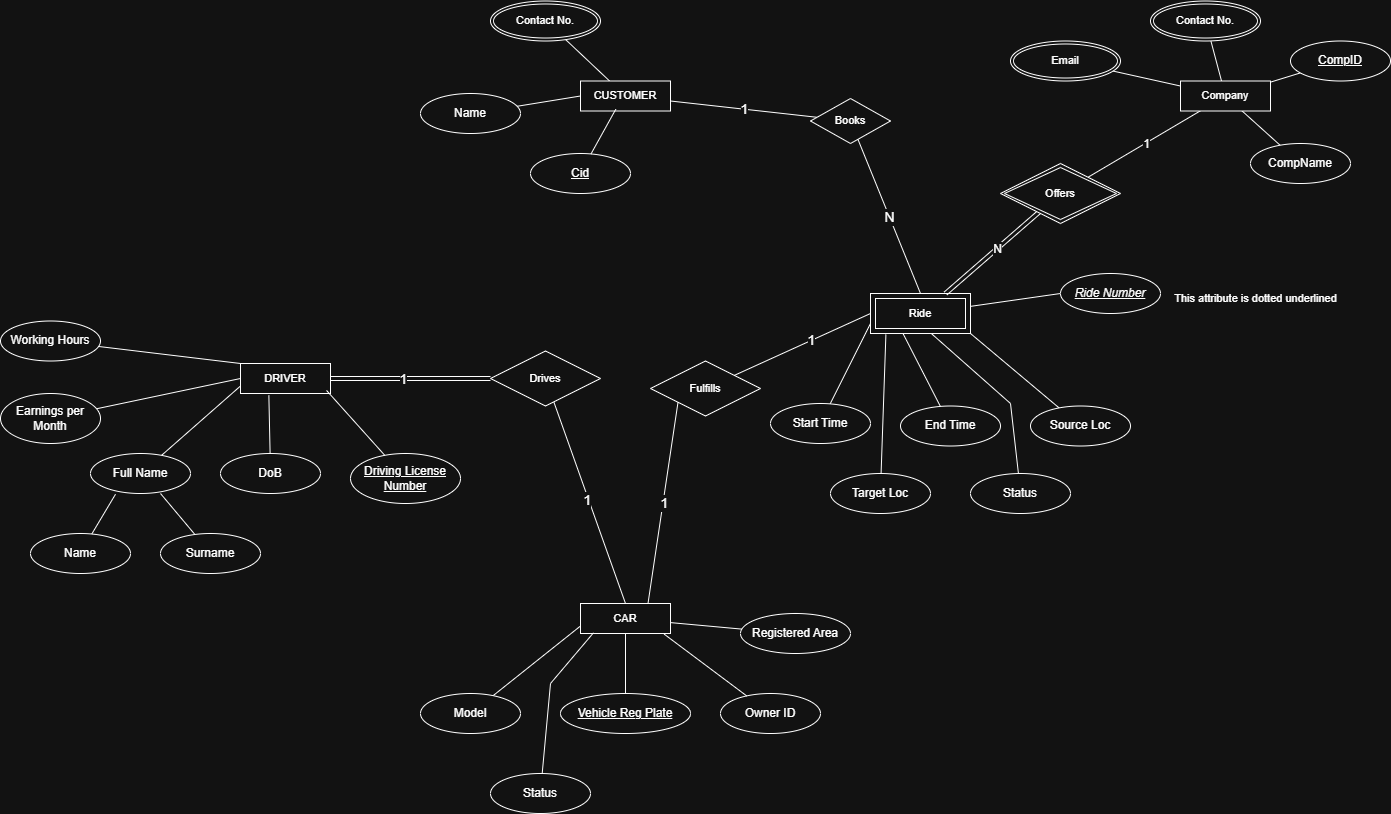 Contact No.
Contact No.
Email
CompID
CUSTOMER
Company
Name
1
Books
1
CompName
Cid
Offers
N
N
Ride Number
This attribute is dotted underlined
Ride
Working Hours
1
DRIVER
1
Drives
Fulfills
Earnings per
Month
Start Time
End Time
Source Loc
Full Name
DoB
Driving License
Number
Target Loc
Status
1
1
Name
Surname
CAR
Registered Area
Model
Vehicle Reg Plate
Owner ID
Status